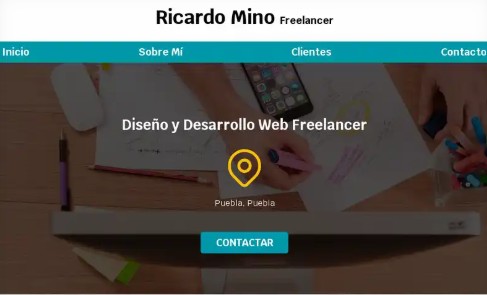 Ricardo Mino Freelancer
Inicio Sobre Mí Clientes Contacto
Diseño y Desarrollo Web Freelancer
Puebla, Puebla
CONTACTAR